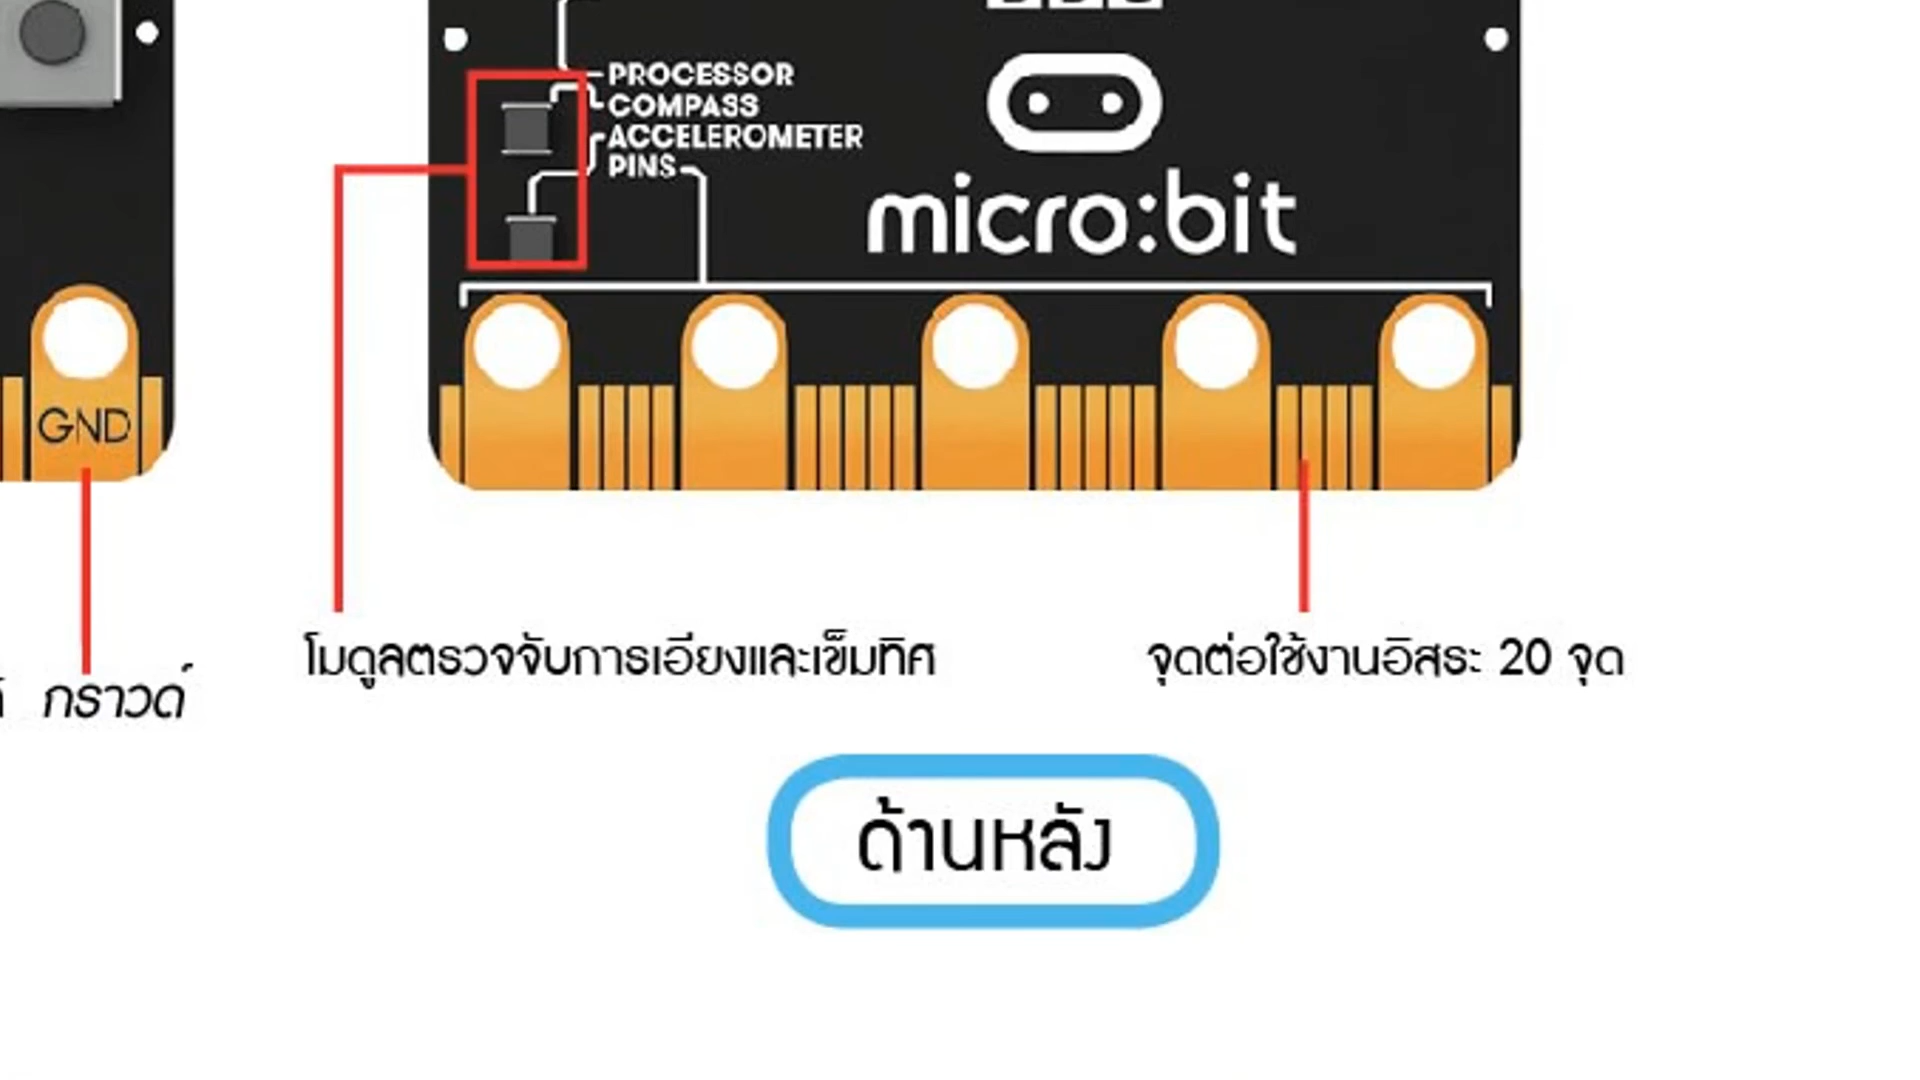 PROCESSOR
COMPASS
ACCELEROMETER
PINS
micro:bit
GND
โมดูลตรวจจับการเอียงและเข็มทิศ
จุดต่อใช้งานอิสระ 20 จุด
กราวด์
ด้านหลัง